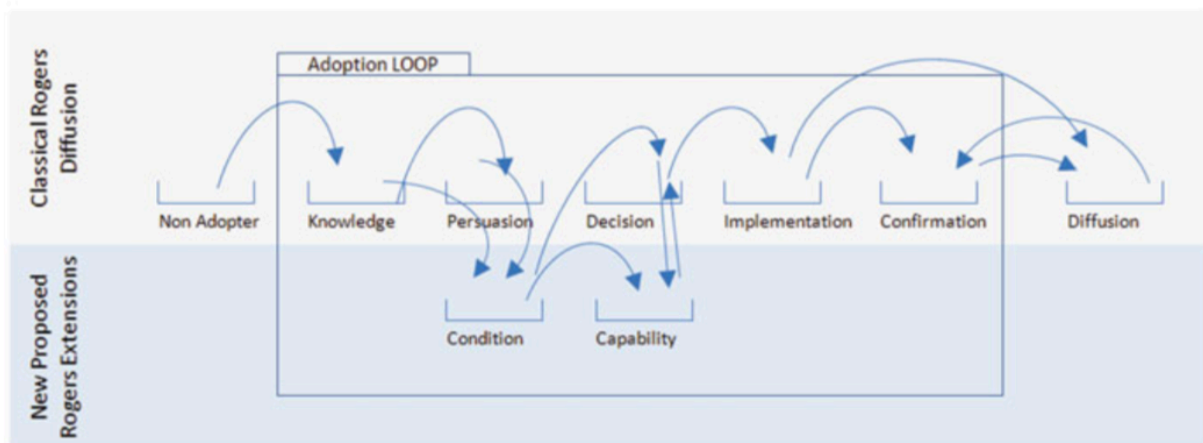 Classical Rogers
Diffusion
Adoption LOOP
Non Adopter
Knowledge
Persuasion
Decision
Implementation
Confirmation
Diffusion
New Proposed
Rogers Extensions
Condition
Capability